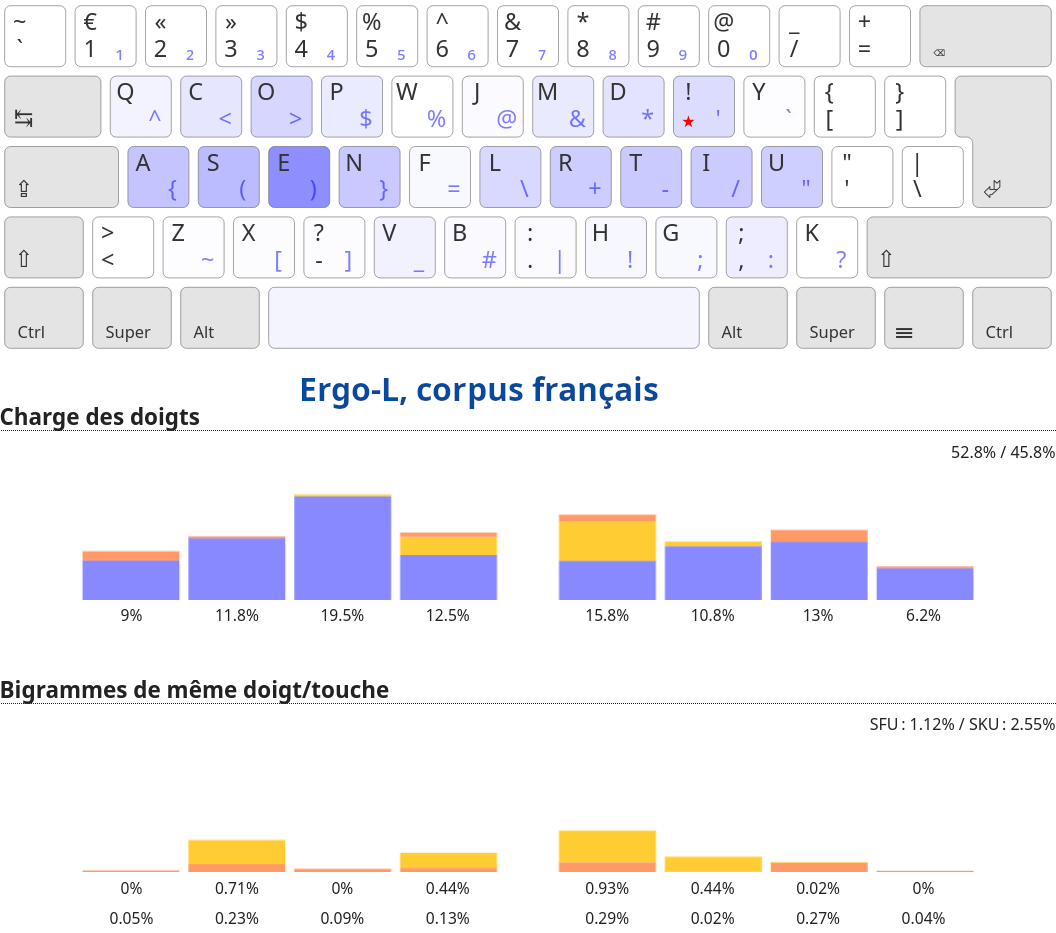 ~ € « » $ % ^ & * # @ _ +
` 1 1 2 2 3 3 4 4 5 5 6 6 7 7 8 8 9 9 0 0 / = ⌫
Q C O P W J M D ! Y { }
↹ ^ < > $ % @ & * ★ ' ` [ ]
A S E N F L R T I U " |
⇪ { ( ) } = \ + - / " ' \ ⏎
> Z X ? V B : H G ; K
⇧ < ~ [ - ] _ # . | ! ; , : ? ⇧
Ctrl Super Alt Alt Super ≡ Ctrl
Ergo-L, corpus français
Charge des doigts
52.8% / 45.8%
9% 11.8% 19.5% 12.5% 15.8% 10.8% 13% 6.2%
Bigrammes de même doigt/touche
SFU : 1.12% / SKU : 2.55%
0% 0.71% 0% 0.44% 0.93% 0.44% 0.02% 0%
0.05% 0.23% 0.09% 0.13% 0.29% 0.02% 0.27% 0.04%